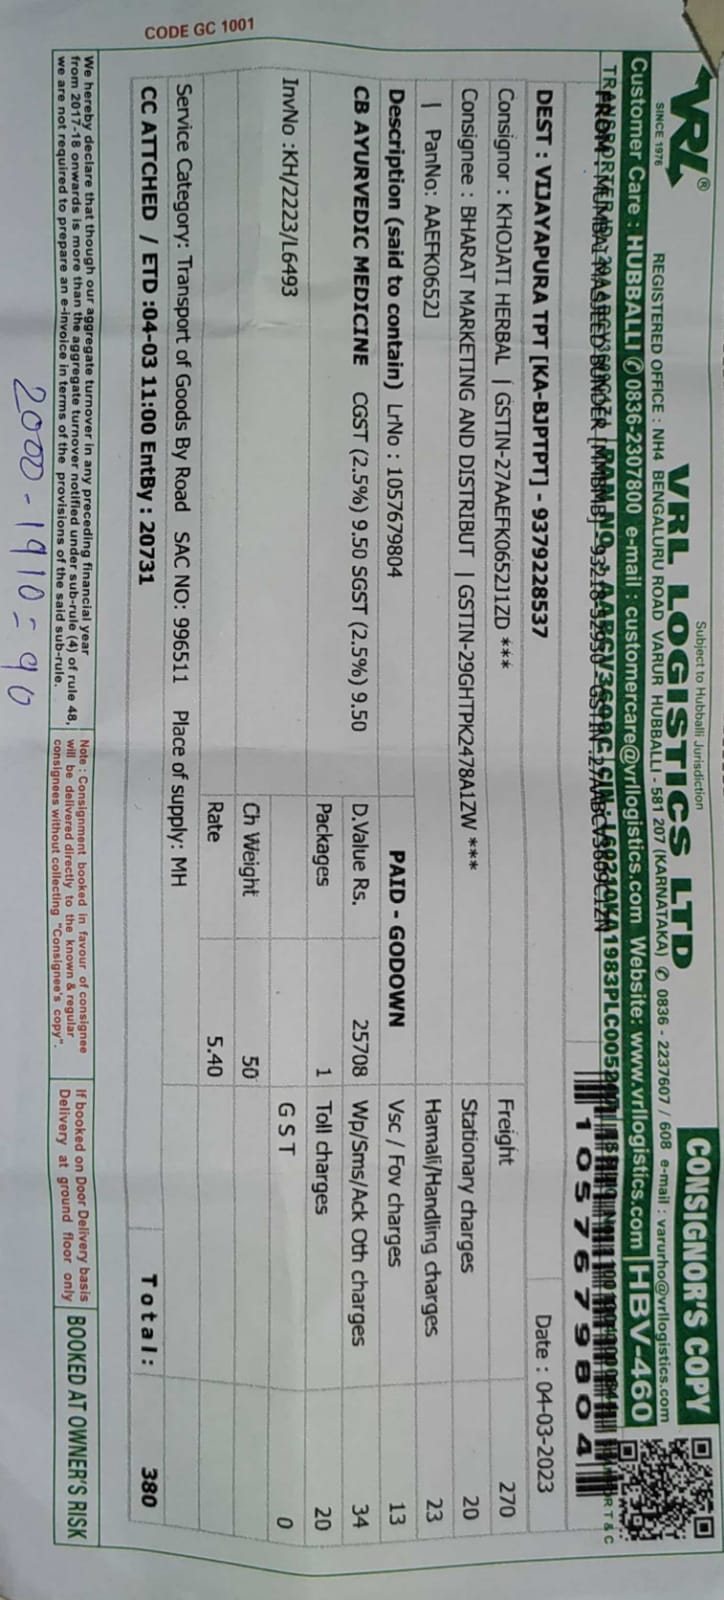 Subject to Hubballi Jurisdiction
VRL® SINCE 1976
VRL LOGISTICS LTD
CONSIGNOR'S COPY
REGISTERED OFFICE : NH4 BENGALURU ROAD VARUR HUBBALLI - 581 207 (KARNATAKA) ✆ 0836 - 2237607 / 608 e-mail : varurho@vrllogistics.com
Customer Care : HUBBALLI ✆ 0836-2307800 e-mail : customercare@vrllogistics.com Website: www.vrllogistics.com HBV-460
FROM : MUMBAI MASJEED BUNDER
1057679804
DEST : VIJAYAPURA TPT [KA-BJPTPT] - 9379228537 Date : 04-03-2023
Consignor : KHOJATI HERBAL | GSTIN-27AAEFK0652J1ZD *** Freight 270
Consignee : BHARAT MARKETING AND DISTRIBUT | GSTIN-29GHTPK2478A1ZW *** Stationary charges 20
| PanNo: AAEFK0652J Hamali/Handling charges 23
Description (said to contain) LrNo : 1057679804 PAID - GODOWN Vsc / Fov charges 13
CB AYURVEDIC MEDICINE CGST (2.5%) 9.50 SGST (2.5%) 9.50 D.Value Rs. 25708 Wp/Sms/Ack Oth charges 34
Packages 1 Toll charges 20
InvNo :KH/2223/L6493 G S T 0
Ch Weight 50
Rate 5.40
Service Category: Transport of Goods By Road SAC NO: 996511 Place of supply: MH
CC ATTCHED / ETD :04-03 11:00 EntBy : 20731 Total: 380
We hereby declare that though our aggregate turnover in any preceding financial year
from 2017-18 onwards is more than the aggregate turnover notified under sub-rule (4) of rule 48,
we are not required to prepare an e-invoice in terms of the provisions of the said sub-rule.
Note : Consignment booked in favour of consignee
will be delivered directly to the known & regular
consignees without collecting "Consignee's copy".
If booked on Door Delivery basis
Delivery at ground floor only
BOOKED AT OWNER'S RISK
2000-1910=90
CODE GC 1001